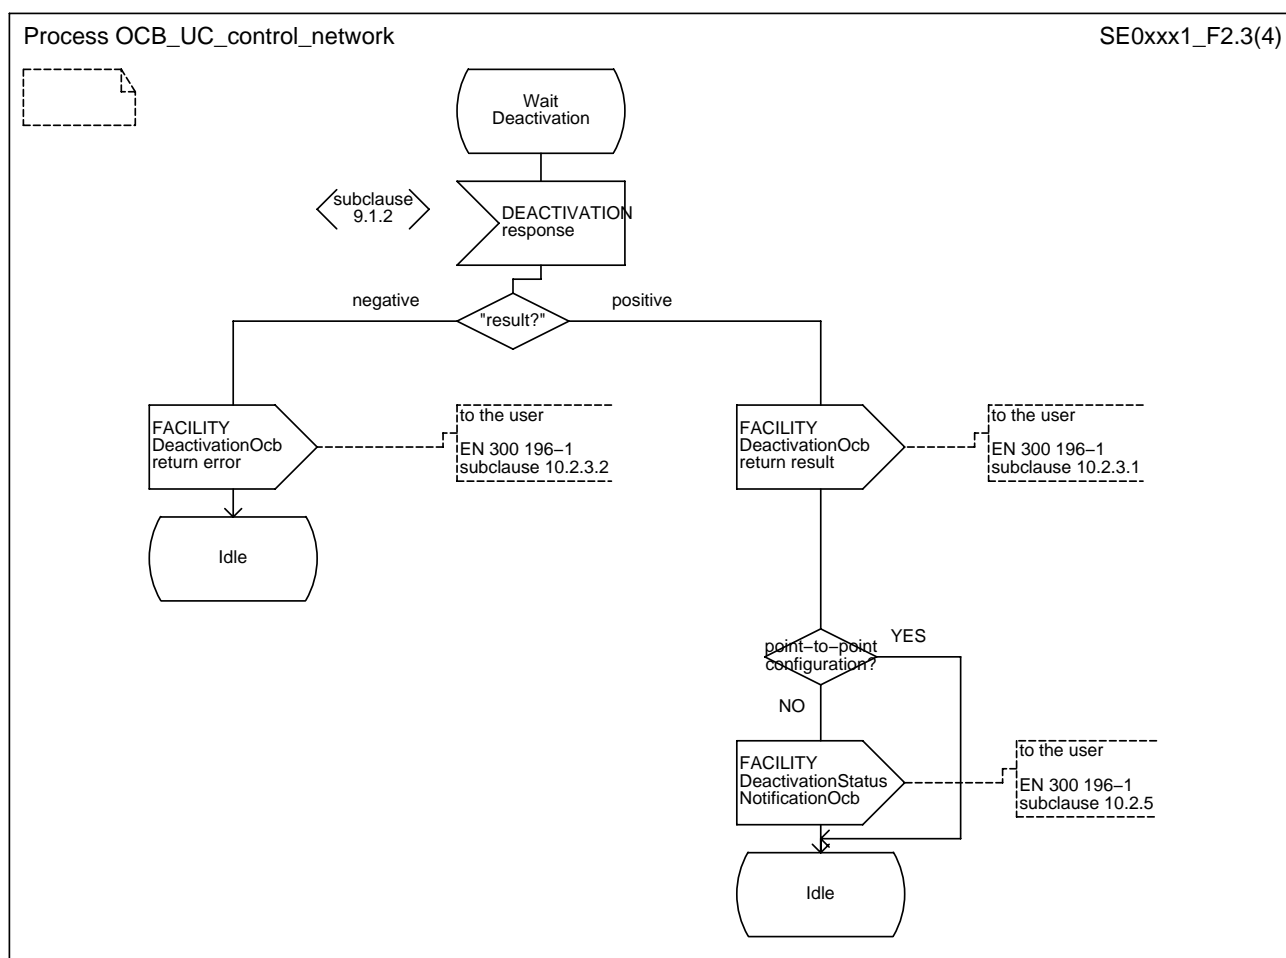 Process OCB_UC_control_network
SE0xxx1_F2.3(4)
Wait
Deactivation
subclause
9.1.2
DEACTIVATION
response
negative
"result?"
positive
FACILITY
DeactivationOcb
return error
to the user
EN 300 196−1
subclause 10.2.3.2
FACILITY
DeactivationOcb
return result
to the user
EN 300 196−1
subclause 10.2.3.1
Idle
point−to−point
configuration?
YES
NO
FACILITY
DeactivationStatus
NotificationOcb
to the user
EN 300 196−1
subclause 10.2.5
Idle